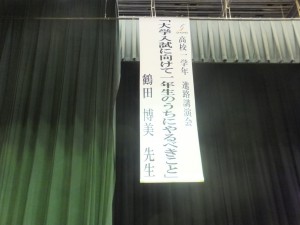 高校一学年 進路講演会
「大学入試に向けて一年生のうちにやるべきこと」
鶴田 博美 先生